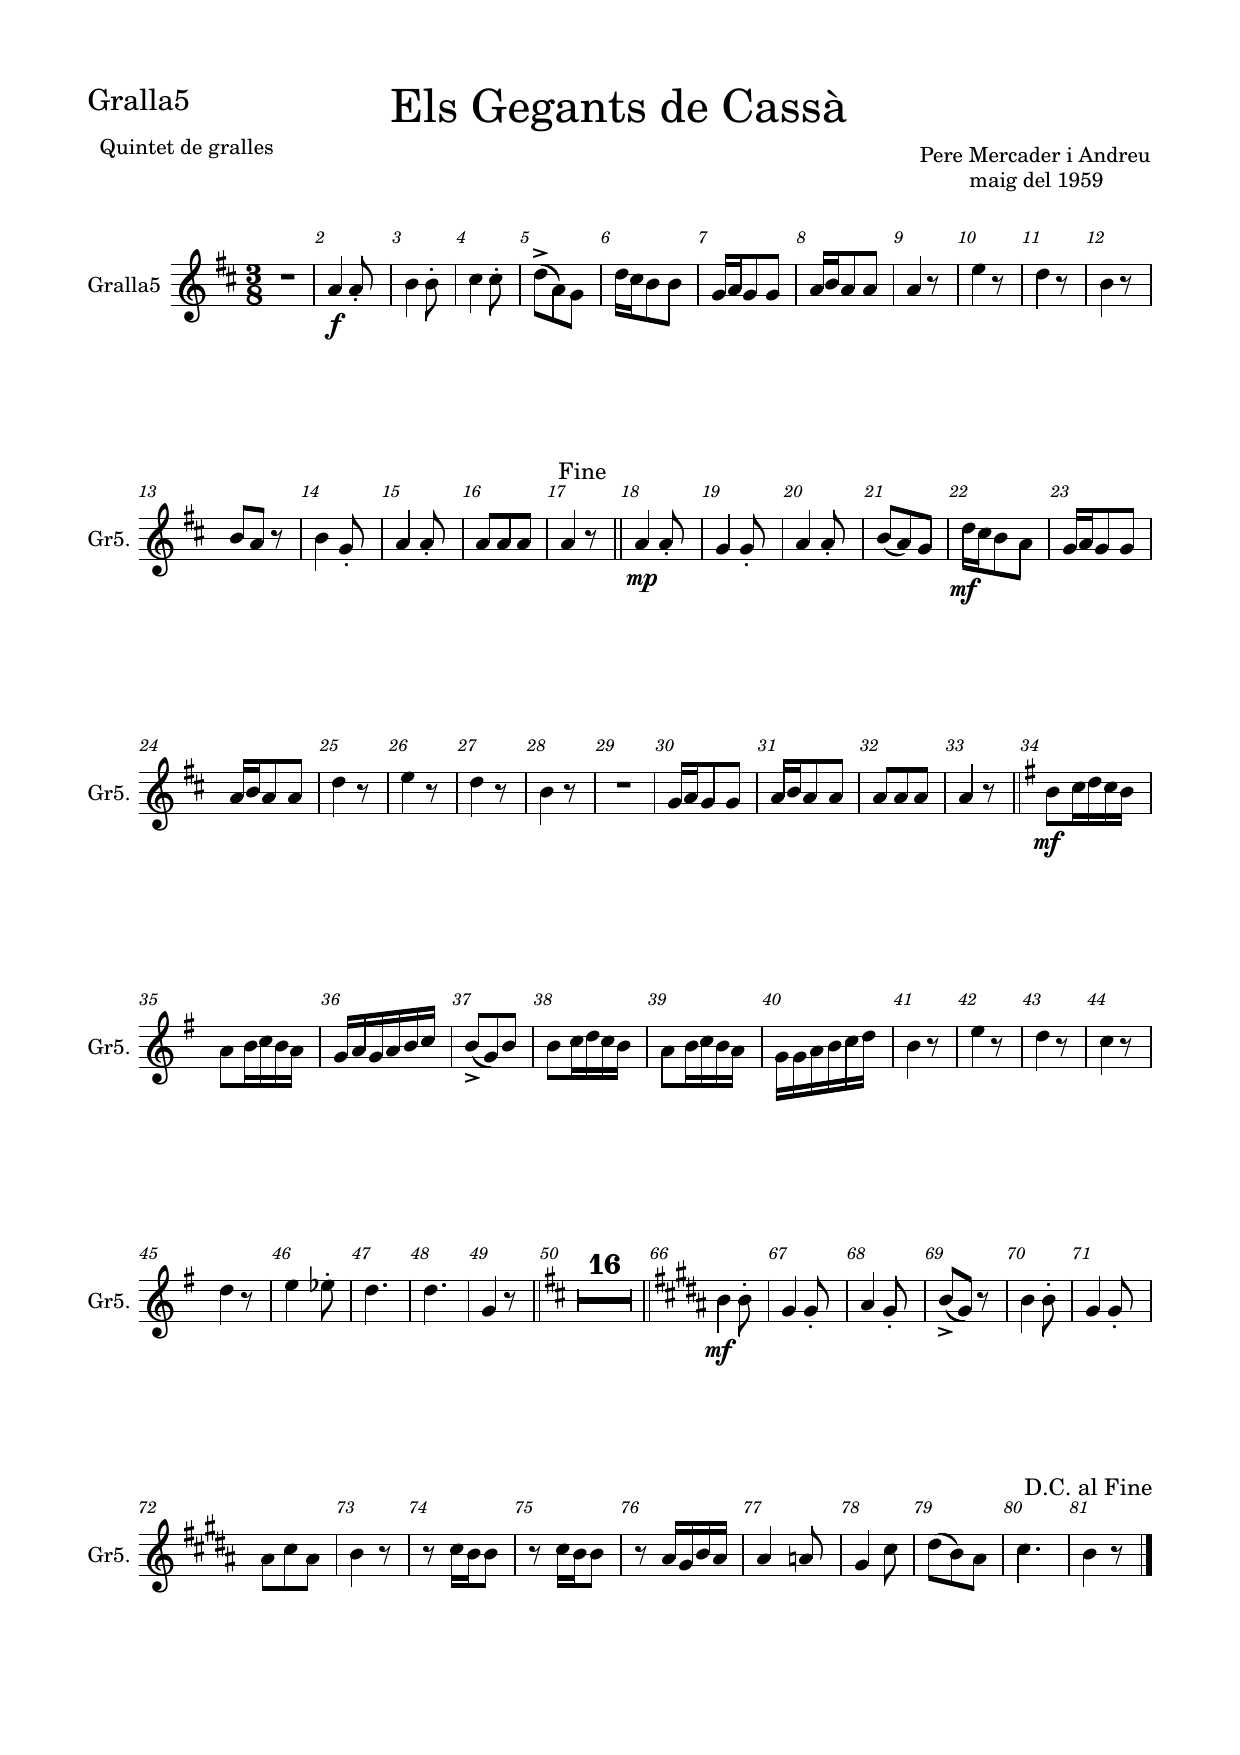 Gralla5
Els Gegants de Cassà
Quintet de gralles
Pere Mercader i Andreu
maig del 1959
2 3 4 5 6 7 8 9 10 11 12
Gralla5
3
8
f
Fine
13 14 15 16 17 18 19 20 21 22 23
Gr5.
mp mf
24 25 26 27 28 29 30 31 32 33 34
Gr5.
mf
35 36 37 38 39 40 41 42 43 44
Gr5.
45 46 47 48 49 50 66 67 68 69 70 71
16
Gr5.
mf
D.C. al Fine
72 73 74 75 76 77 78 79 80 81
Gr5.